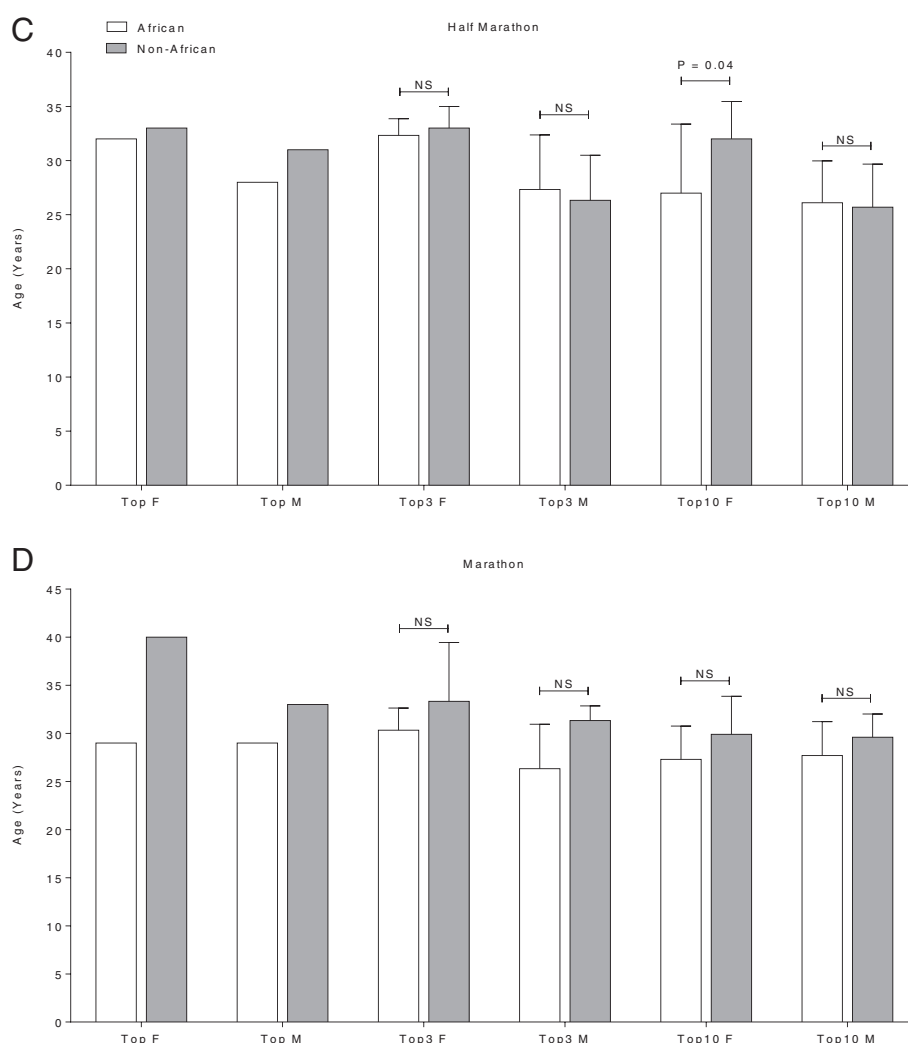 C
African
Non-African
Half Marathon
40
35
30
25
20
15
10
5
0
Age (Years)
NS
NS
P = 0.04
NS
Top F
Top M
Top3 F
Top3 M
Top10 F
Top10 M
D
Marathon
45
40
35
30
25
20
15
10
5
0
Age (Years)
NS
NS
NS
NS
Top F
Top M
Top3 F
Top3 M
Top10 F
Top10 M